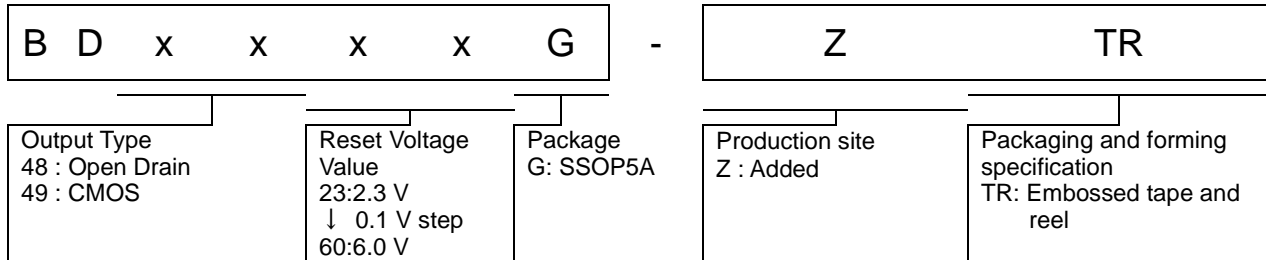 B D x x x x G - Z TR
Output Type
48 : Open Drain
49 : CMOS
Reset Voltage
Value
23:2.3 V
↓ 0.1 V step
60:6.0 V
Package
G: SSOP5A
Production site
Z : Added
Packaging and forming
specification
TR: Embossed tape and
reel